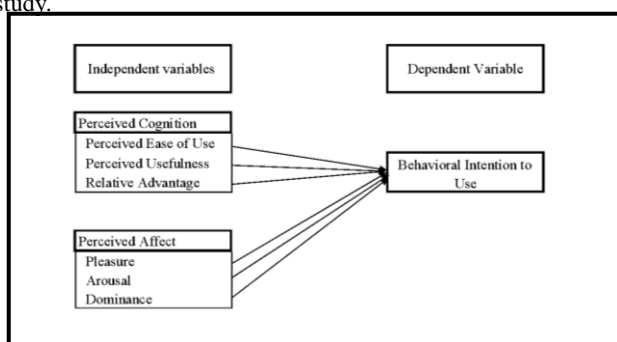 study.
Independent variables
Dependent Variable
Perceived Cognition
Perceived Ease of Use
Perceived Usefulness
Relative Advantage
Behavioral Intention to
Use
Perceived Affect
Pleasure
Arousal
Dominance